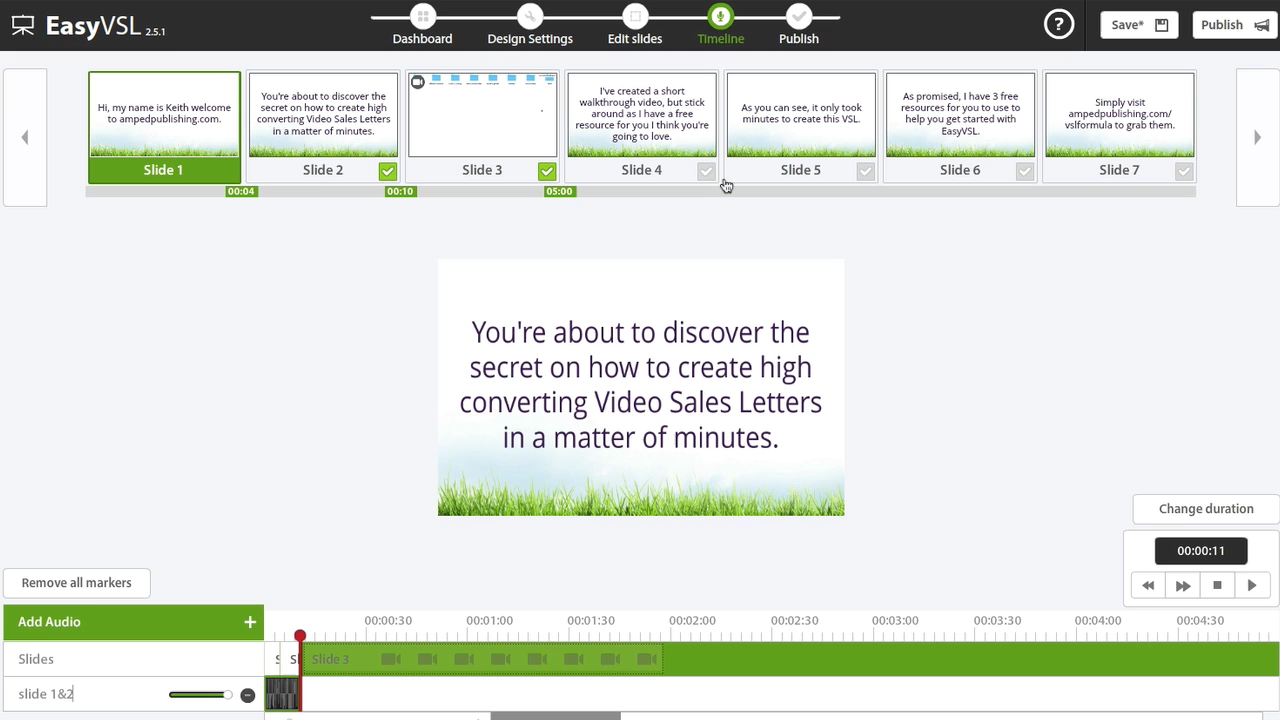 EasyVSL 2.5.1
Dashboard
Design Settings
Edit slides
Timeline
Publish
?
Save*
Publish
Hi, my name is Keith welcome
to ampedpublishing.com.
Slide 1
You're about to discover the
secret on how to create high
converting Video Sales Letters
in a matter of minutes.
Slide 2
Slide 3
I've created a short
walkthrough video, but stick
around as I have a free
resource for you I think you're
going to love.
Slide 4
As you can see, it only took
minutes to create this VSL.
Slide 5
As promised, I have 3 free
resources for you to use to
help you get started with
EasyVSL.
Slide 6
Simply visit
ampedpublishing.com/
vslformula to grab them.
Slide 7
00:04
00:10
05:00
You're about to discover the
secret on how to create high
converting Video Sales Letters
in a matter of minutes.
Change duration
00:00:11
Remove all markers
Add Audio +
00:00:30
00:01:00
00:01:30
00:02:00
00:02:30
00:03:00
00:03:30
00:04:00
00:04:30
Slides
Slide 3
slide 1&2